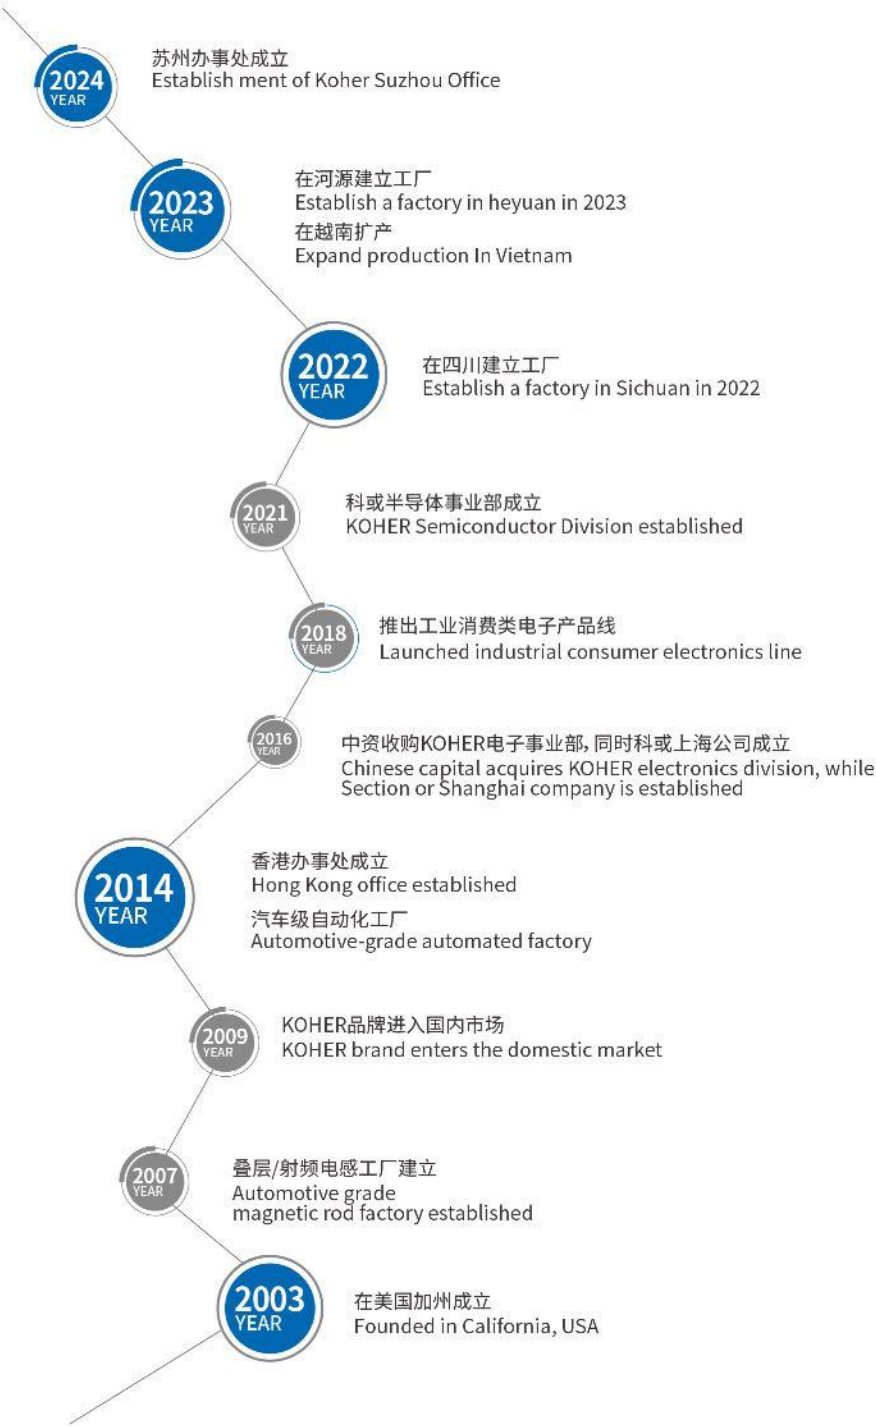 2024
YEAR
苏州办事处成立
Establish ment of Koher Suzhou Office
2023
YEAR
在河源建立工厂
Establish a factory in heyuan in 2023
在越南扩产
Expand production In Vietnam
2022
YEAR
在四川建立工厂
Establish a factory in Sichuan in 2022
2021
YEAR
科或半导体事业部成立
KOHER Semiconductor Division established
2018
YEAR
推出工业消费类电子产品线
Launched industrial consumer electronics line
2016
YEAR
中资收购KOHER电子事业部, 同时科或上海公司成立
Chinese capital acquires KOHER electronics division, while
Section or Shanghai company is established
2014
YEAR
香港办事处成立
Hong Kong office established
汽车级自动化工厂
Automotive-grade automated factory
2009
YEAR
KOHER品牌进入国内市场
KOHER brand enters the domestic market
2007
YEAR
叠层/射频电感工厂建立
Automotive grade
magnetic rod factory established
2003
YEAR
在美国加州成立
Founded in California, USA